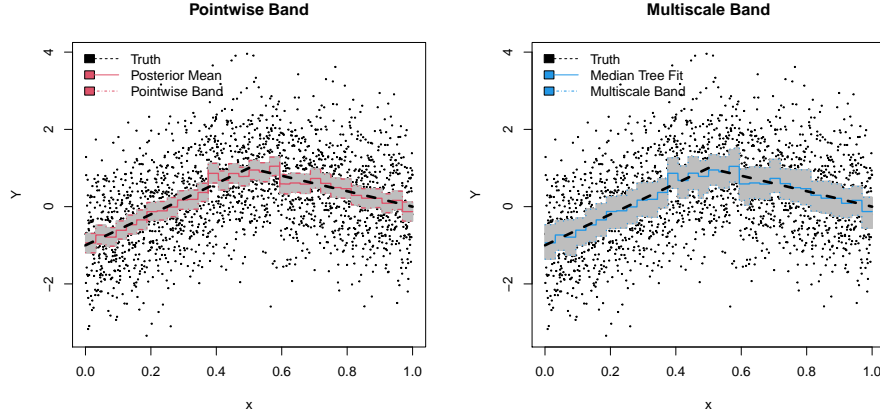 Pointwise Band
4
2
0
−2
Y
Truth
Posterior Mean
Pointwise Band
0.0 0.2 0.4 0.6 0.8 1.0
x
Multiscale Band
4
2
0
−2
Y
Truth
Median Tree Fit
Multiscale Band
0.0 0.2 0.4 0.6 0.8 1.0
x